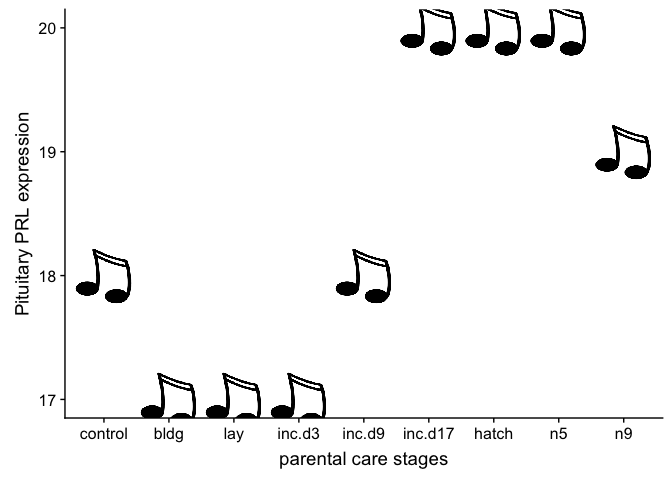 20
19
18
17
Pituitary PRL expression
control bldg lay inc.d3 inc.d9 inc.d17 hatch n5 n9
parental care stages